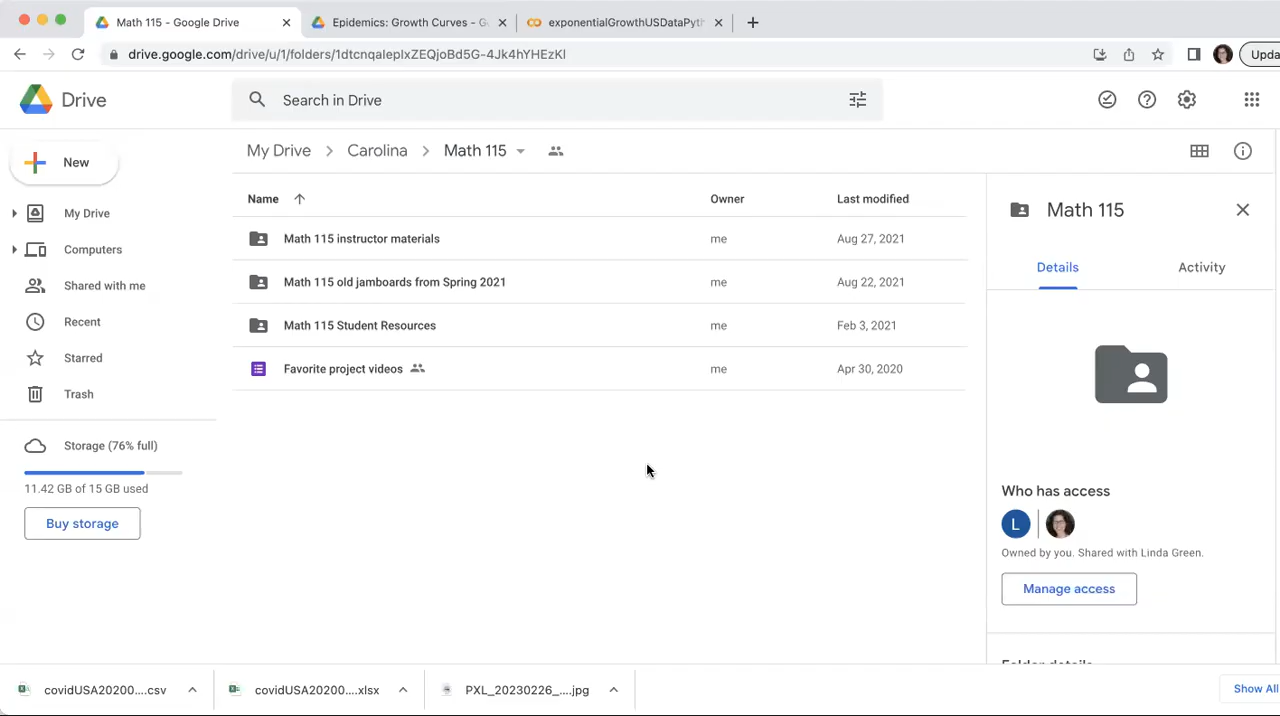 Math 115 - Google Drive
Epidemics: Growth Curves - G
exponentialGrowthUSDataPyth
drive.google.com/drive/u/1/folders/1dtcnqaIeplxZEQjoBd5G-4Jk4hYHEzKl
Upda
Drive
Search in Drive
New
My Drive
Computers
Shared with me
Recent
Starred
Trash
Storage (76% full)
11.42 GB of 15 GB used
Buy storage
My Drive > Carolina > Math 115
Name Owner Last modified
Math 115 instructor materials me Aug 27, 2021
Math 115 old jamboards from Spring 2021 me Aug 22, 2021
Math 115 Student Resources me Feb 3, 2021
Favorite project videos me Apr 30, 2020
Math 115
Details Activity
Who has access
L
Owned by you. Shared with Linda Green.
Manage access
Folder details
covidUSA20200....csv
covidUSA20200....xlsx
PXL_20230226_....jpg
Show All